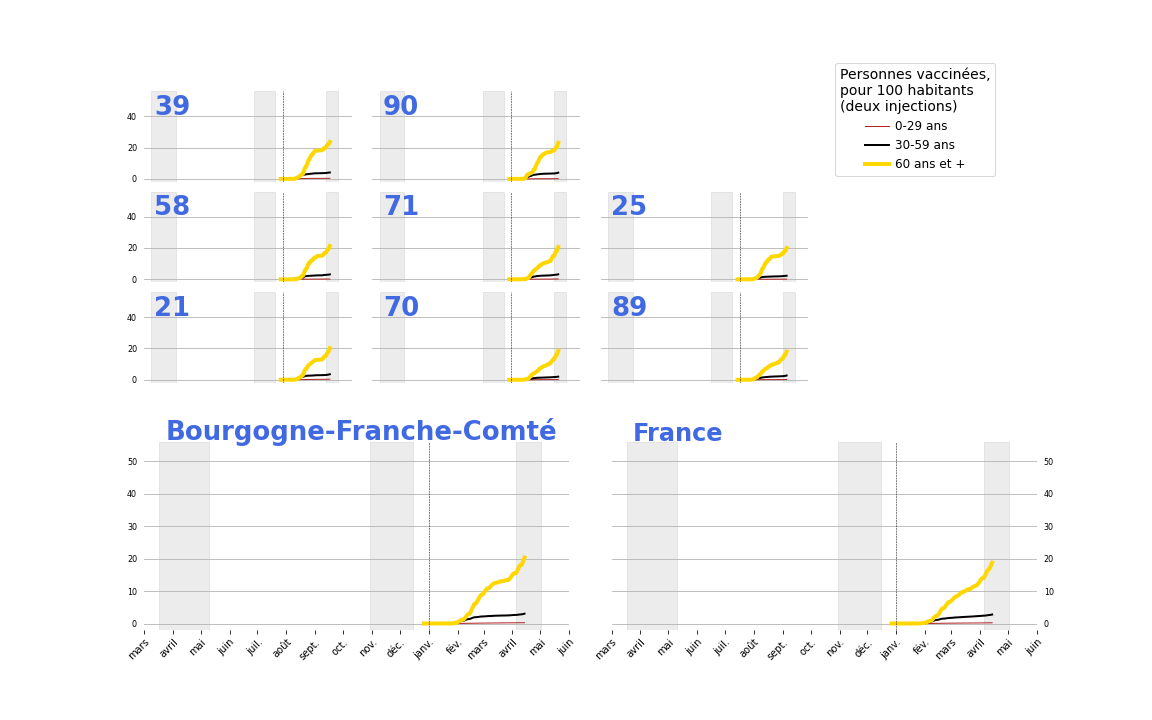 Personnes vaccinées,
pour 100 habitants
(deux injections)
0-29 ans
30-59 ans
60 ans et +
39
90
40
20
0
58
71
25
40
20
0
21
70
89
40
20
0
Bourgogne-Franche-Comté
France
50 50
40 40
30 30
20 20
10 10
0 0
mars avril mai juin juil. août sept. oct. nov. déc. janv. fév. mars avril mai juin
mars avril mai juin juil. août sept. oct. nov. déc. janv. fév. mars avril mai juin